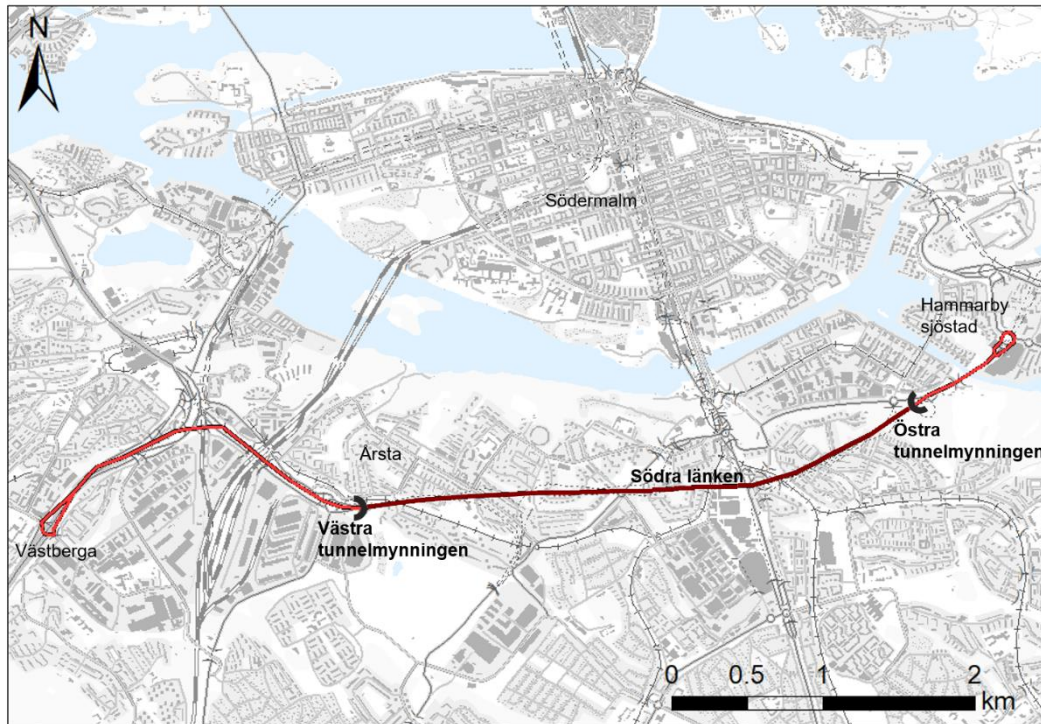 N
Södermalm
Hammarby
sjöstad
Östra
tunnelmynningen
Årsta
Södra länken
Västra
tunnelmynningen
Västberga
0 0.5 1 2
km